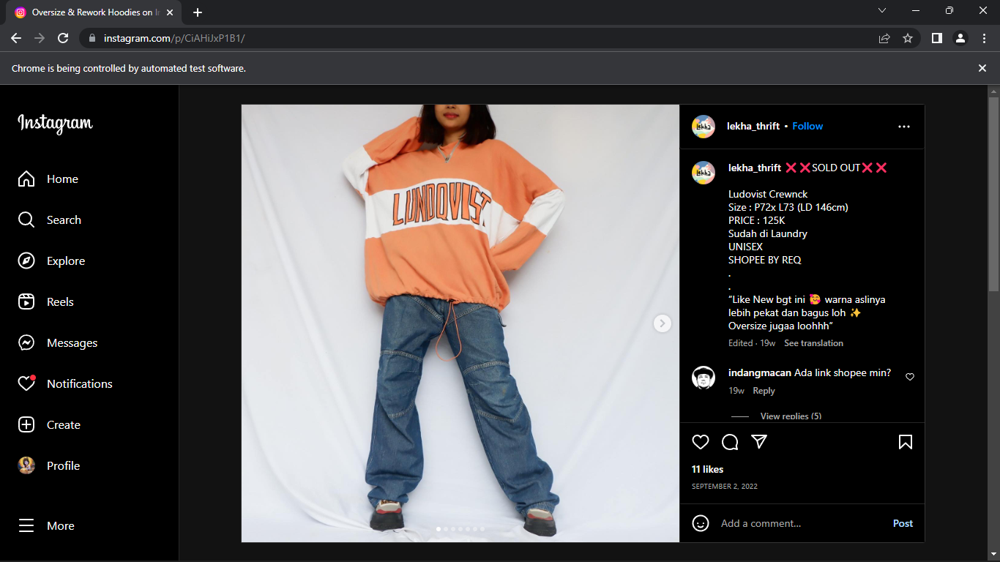 Oversize & Rework Hoodies on In
instagram.com/p/CiAHiJxP1B1/
Chrome is being controlled by automated test software.
Instagram
Home
Search
Explore
Reels
Messages
Notifications
Create
Profile
More
LUNDQVIST
lekha_thrift • Follow
Lekha
lekha_thrift ❌❌SOLD OUT❌❌
Ludovist Crewnck
Size : P72x L73 (LD 146cm)
PRICE : 125K
Sudah di Laundry
UNISEX
SHOPEE BY REQ
.
.
"Like New bgt ini 🥰 warna aslinya
lebih pekat dan bagus loh ✨
Oversize jugaa loohhh"
Edited · 19w See translation
indangmacan Ada link shopee min?
19w Reply
View replies (5)
11 likes
SEPTEMBER 2, 2022
Add a comment...
Post